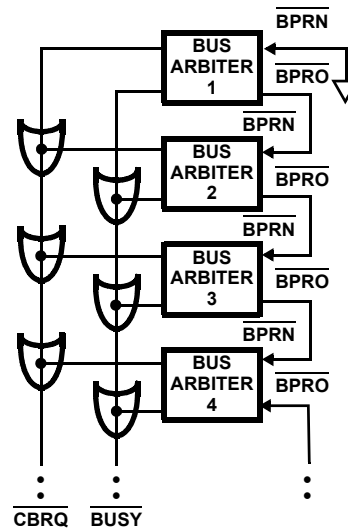 BPRN
BUS
ARBITER
1
BPRO
BPRN
BUS
ARBITER
2
BPRO
BPRN
BUS
ARBITER
3
BPRO
BPRN
BUS
ARBITER
4
BPRO
CBRQ
BUSY